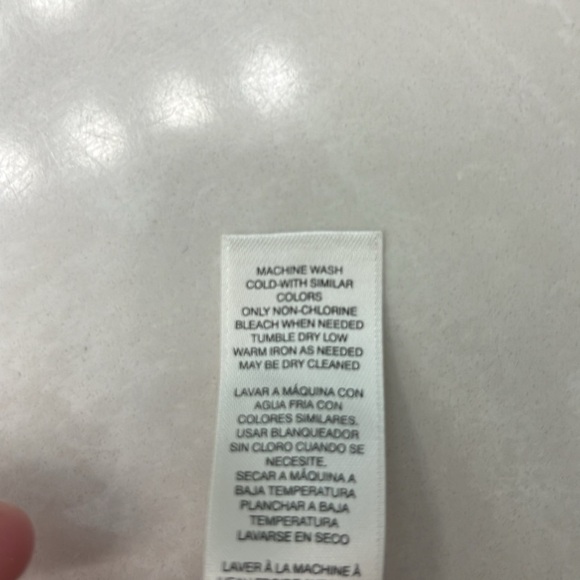 MACHINE WASH
COLD-WITH SIMILAR
COLORS
ONLY NON-CHLORINE
BLEACH WHEN NEEDED
TUMBLE DRY LOW
WARM IRON AS NEEDED
MAY BE DRY CLEANED
LAVAR A MÁQUINA CON
AGUA FRIA CON
COLORES SIMILARES.
USAR BLANQUEADOR
SIN CLORO CUANDO SE
NECESITE.
SECAR A MÁQUINA A
BAJA TEMPERATURA
PLANCHAR A BAJA
TEMPERATURA
LAVARSE EN SECO
LAVER À LA MACHINE À